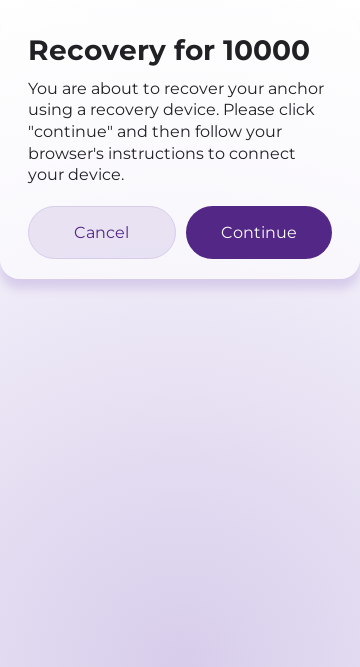 Recovery for 10000
You are about to recover your anchor
using a recovery device. Please click
"continue" and then follow your
browser's instructions to connect
your device.
Cancel
Continue